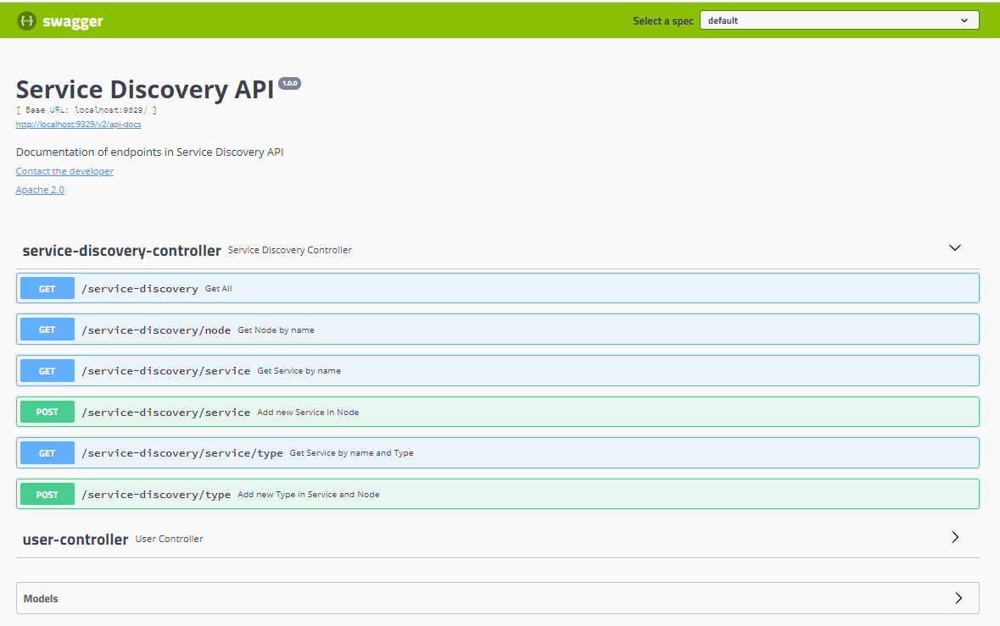 {···} swagger Select a spec default
Service Discovery API 1.0.0
[ Base URL: localhost:9329/ ]
http://localhost:9329/v2/api-docs
Documentation of endpoints in Service Discovery API
Contact the developer
Apache 2.0
service-discovery-controller Service Discovery Controller
GET /service-discovery Get All
GET /service-discovery/node Get Node by name
GET /service-discovery/service Get Service by name
POST /service-discovery/service Add new Service in Node
GET /service-discovery/service/type Get Service by name and Type
POST /service-discovery/type Add new Type in Service and Node
user-controller User Controller
Models